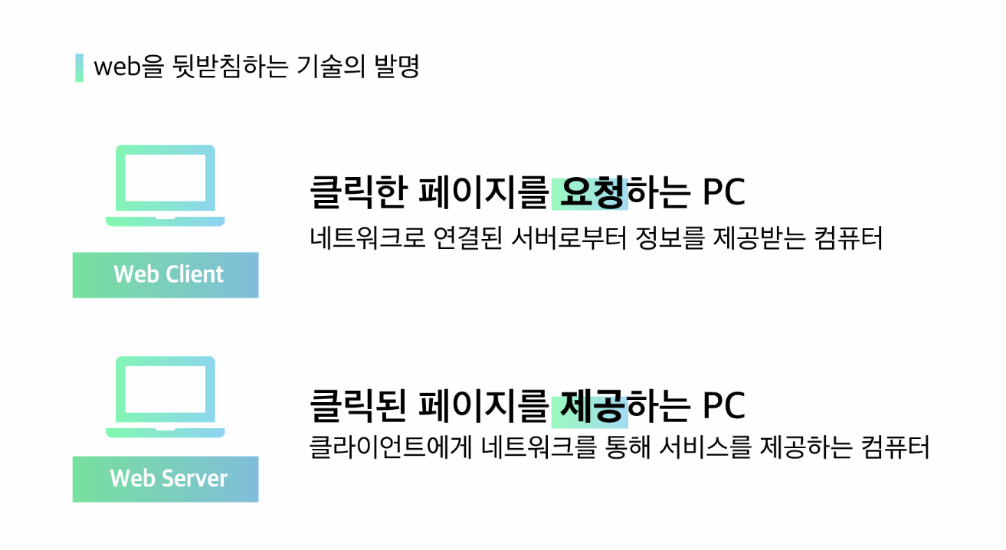 web을 뒷받침하는 기술의 발명
클릭한 페이지를 요청하는 PC
네트워크로 연결된 서버로부터 정보를 제공받는 컴퓨터
Web Client
클릭된 페이지를 제공하는 PC
클라이언트에게 네트워크를 통해 서비스를 제공하는 컴퓨터
Web Server